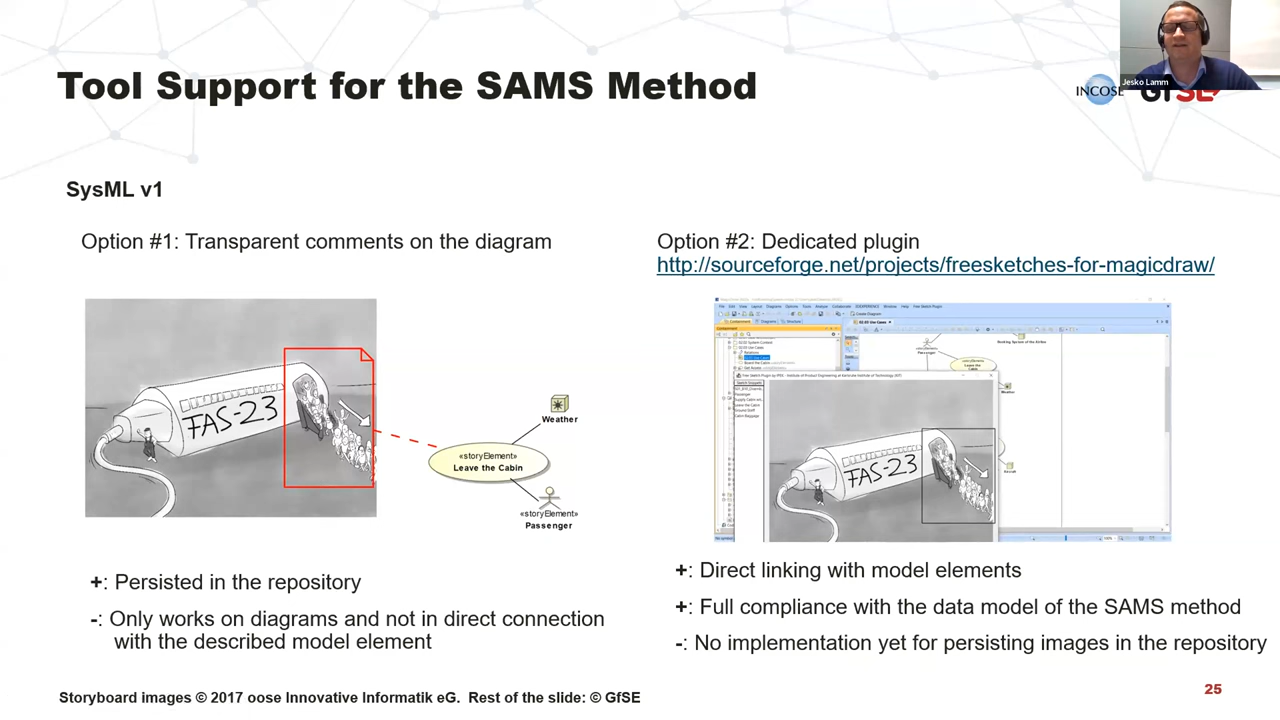 Tool Support for the SAMS Method
Jesko Lamm
INCOSE
GfSE
SysML v1
Option #1: Transparent comments on the diagram
FAS-23
Weather
«storyElement»
Leave the Cabin
«storyElement»
Passenger
+: Persisted in the repository
-: Only works on diagrams and not in direct connection
with the described model element
Option #2: Dedicated plugin
http://sourceforge.net/projects/freesketches-for-magicdraw/
Passenger
Leave the
Cabin
Weather
FAS-23
+: Direct linking with model elements
+: Full compliance with the data model of the SAMS method
-: No implementation yet for persisting images in the repository
Storyboard images © 2017 oose Innovative Informatik eG. Rest of the slide: © GfSE
25